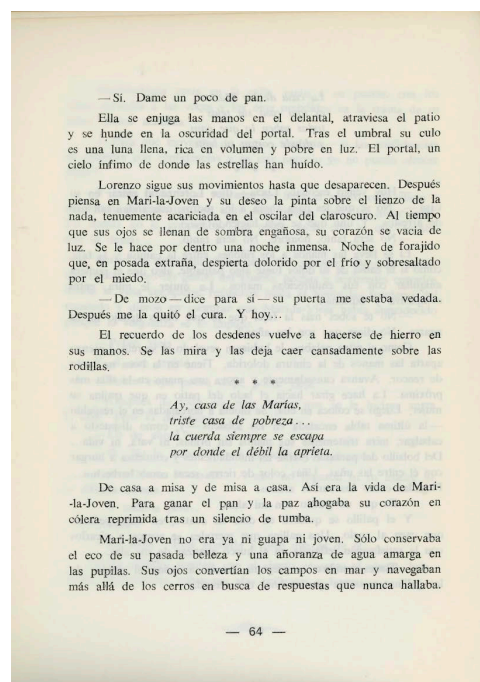 —Sí. Dame un poco de pan.
Ella se enjuga las manos en el delantal, atraviesa el patio
y se hunde en la oscuridad del portal. Tras el umbral su culo
es una luna llena, rica en volumen y pobre en luz. El portal, un
cielo ínfimo de donde las estrellas han huído.
Lorenzo sigue sus movimientos hasta que desaparecen. Después
piensa en Mari-la-Joven y su deseo la pinta sobre el lienzo de la
nada, tenuemente acariciada en el oscilar del claroscuro. Al tiempo
que sus ojos se llenan de sombra engañosa, su corazón se vacia de
luz. Se le hace por dentro una noche inmensa. Noche de forajido
que, en posada extraña, despierta dolorido por el frío y sobresaltado
por el miedo.
—De mozo—dice para sí—su puerta me estaba vedada.
Después me la quitó el cura. Y hoy...
El recuerdo de los desdenes vuelve a hacerse de hierro en
sus manos. Se las mira y las deja caer cansadamente sobre las
rodillas.
* * *
Ay, casa de las Marías,
triste casa de pobreza...
la cuerda siempre se escapa
por donde el débil la aprieta.
De casa a misa y de misa a casa. Así era la vida de Mari-
-la-Joven. Para ganar el pan y la paz ahogaba su corazón en
cólera reprimida tras un silencio de tumba.
Mari-la-Joven no era ya ni guapa ni joven. Sólo conservaba
el eco de su pasada belleza y una añoranza de agua amarga en
las pupilas. Sus ojos convertían los campos en mar y navegaban
más allá de los cerros en busca de respuestas que nunca hallaba.
— 64 —